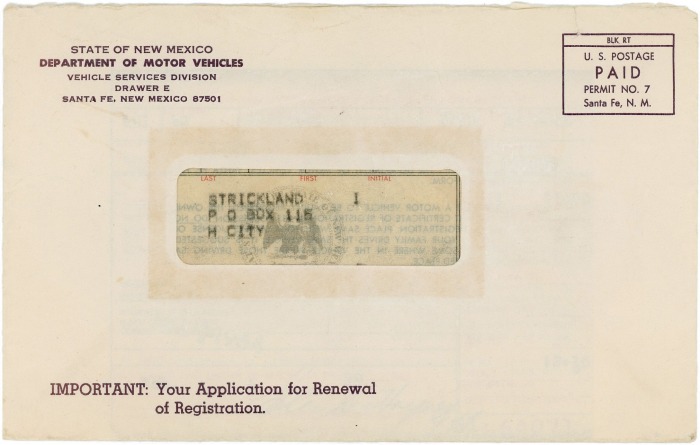 STATE OF NEW MEXICO
DEPARTMENT OF MOTOR VEHICLES
VEHICLE SERVICES DIVISION
DRAWER E
SANTA FE, NEW MEXICO 87501
BLK RT
U. S. POSTAGE
PAID
PERMIT NO. 7
Santa Fe, N. M.
LAST FIRST INITIAL
STRICKLAND I
P O BOX 115
H CITY
IMPORTANT: Your Application for Renewal
of Registration.